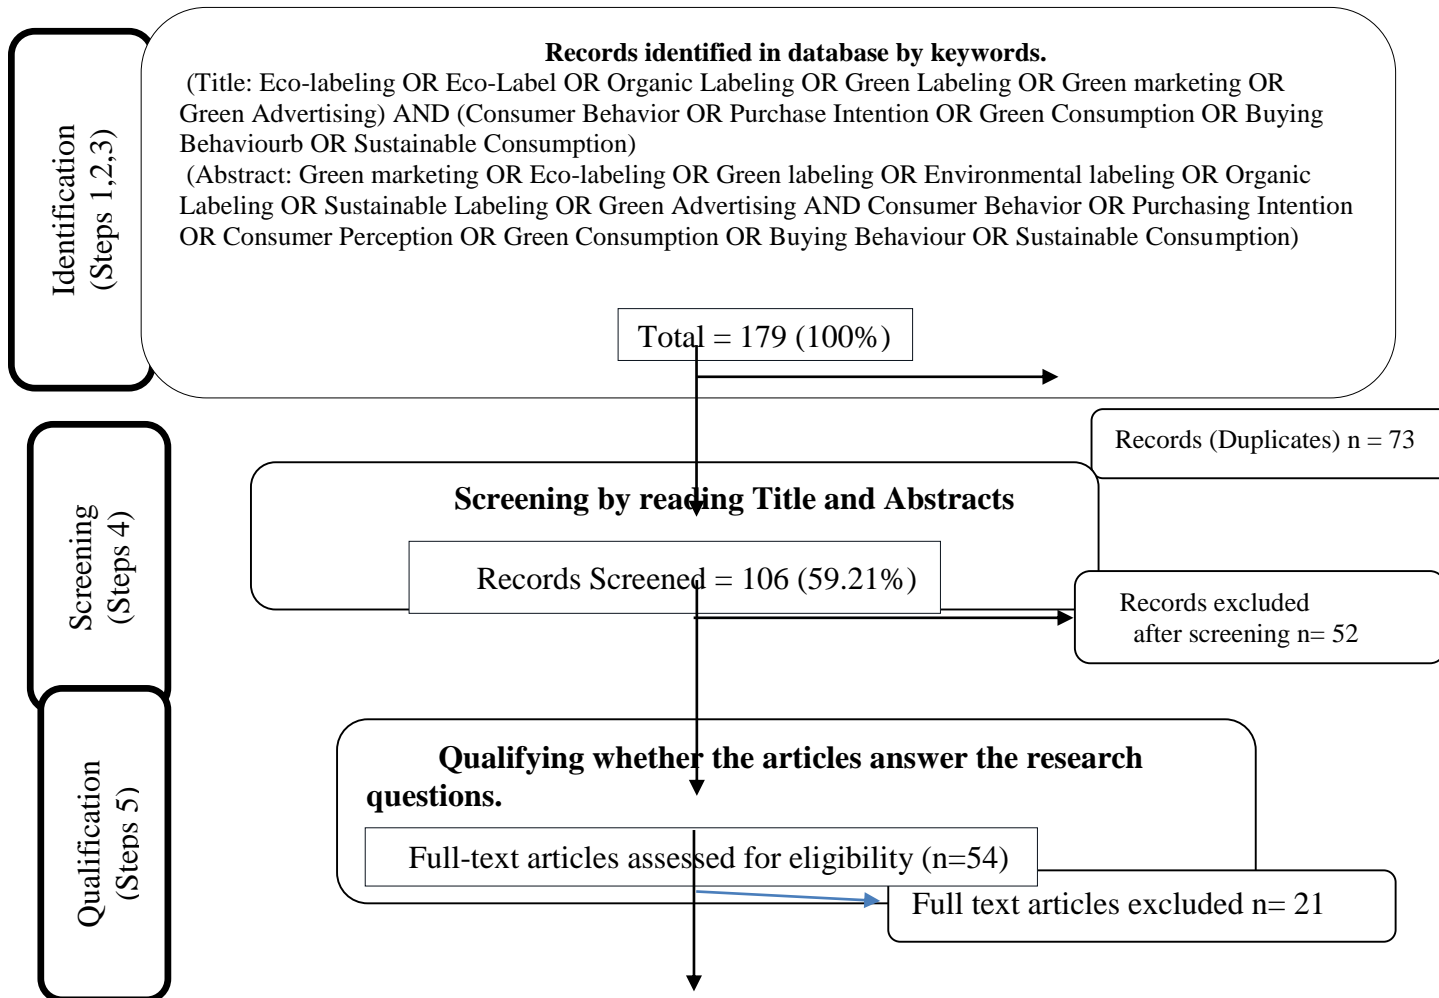 Identification
(Steps 1,2,3)
Records identified in database by keywords.
(Title: Eco-labeling OR Eco-Label OR Organic Labeling OR Green Labeling OR Green marketing OR
Green Advertising) AND (Consumer Behavior OR Purchase Intention OR Green Consumption OR Buying
Behaviourb OR Sustainable Consumption)
(Abstract: Green marketing OR Eco-labeling OR Green labeling OR Environmental labeling OR Organic
Labeling OR Sustainable Labeling OR Green Advertising AND Consumer Behavior OR Purchasing Intention
OR Consumer Perception OR Green Consumption OR Buying Behaviour OR Sustainable Consumption)
Total = 179 (100%)
Records (Duplicates) n = 73
Screening
(Steps 4)
Screening by reading Title and Abstracts
Records Screened = 106 (59.21%)
Records excluded
after screening n= 52
Qualification
(Steps 5)
Qualifying whether the articles answer the research
questions.
Full-text articles assessed for eligibility (n=54)
Full text articles excluded n= 21